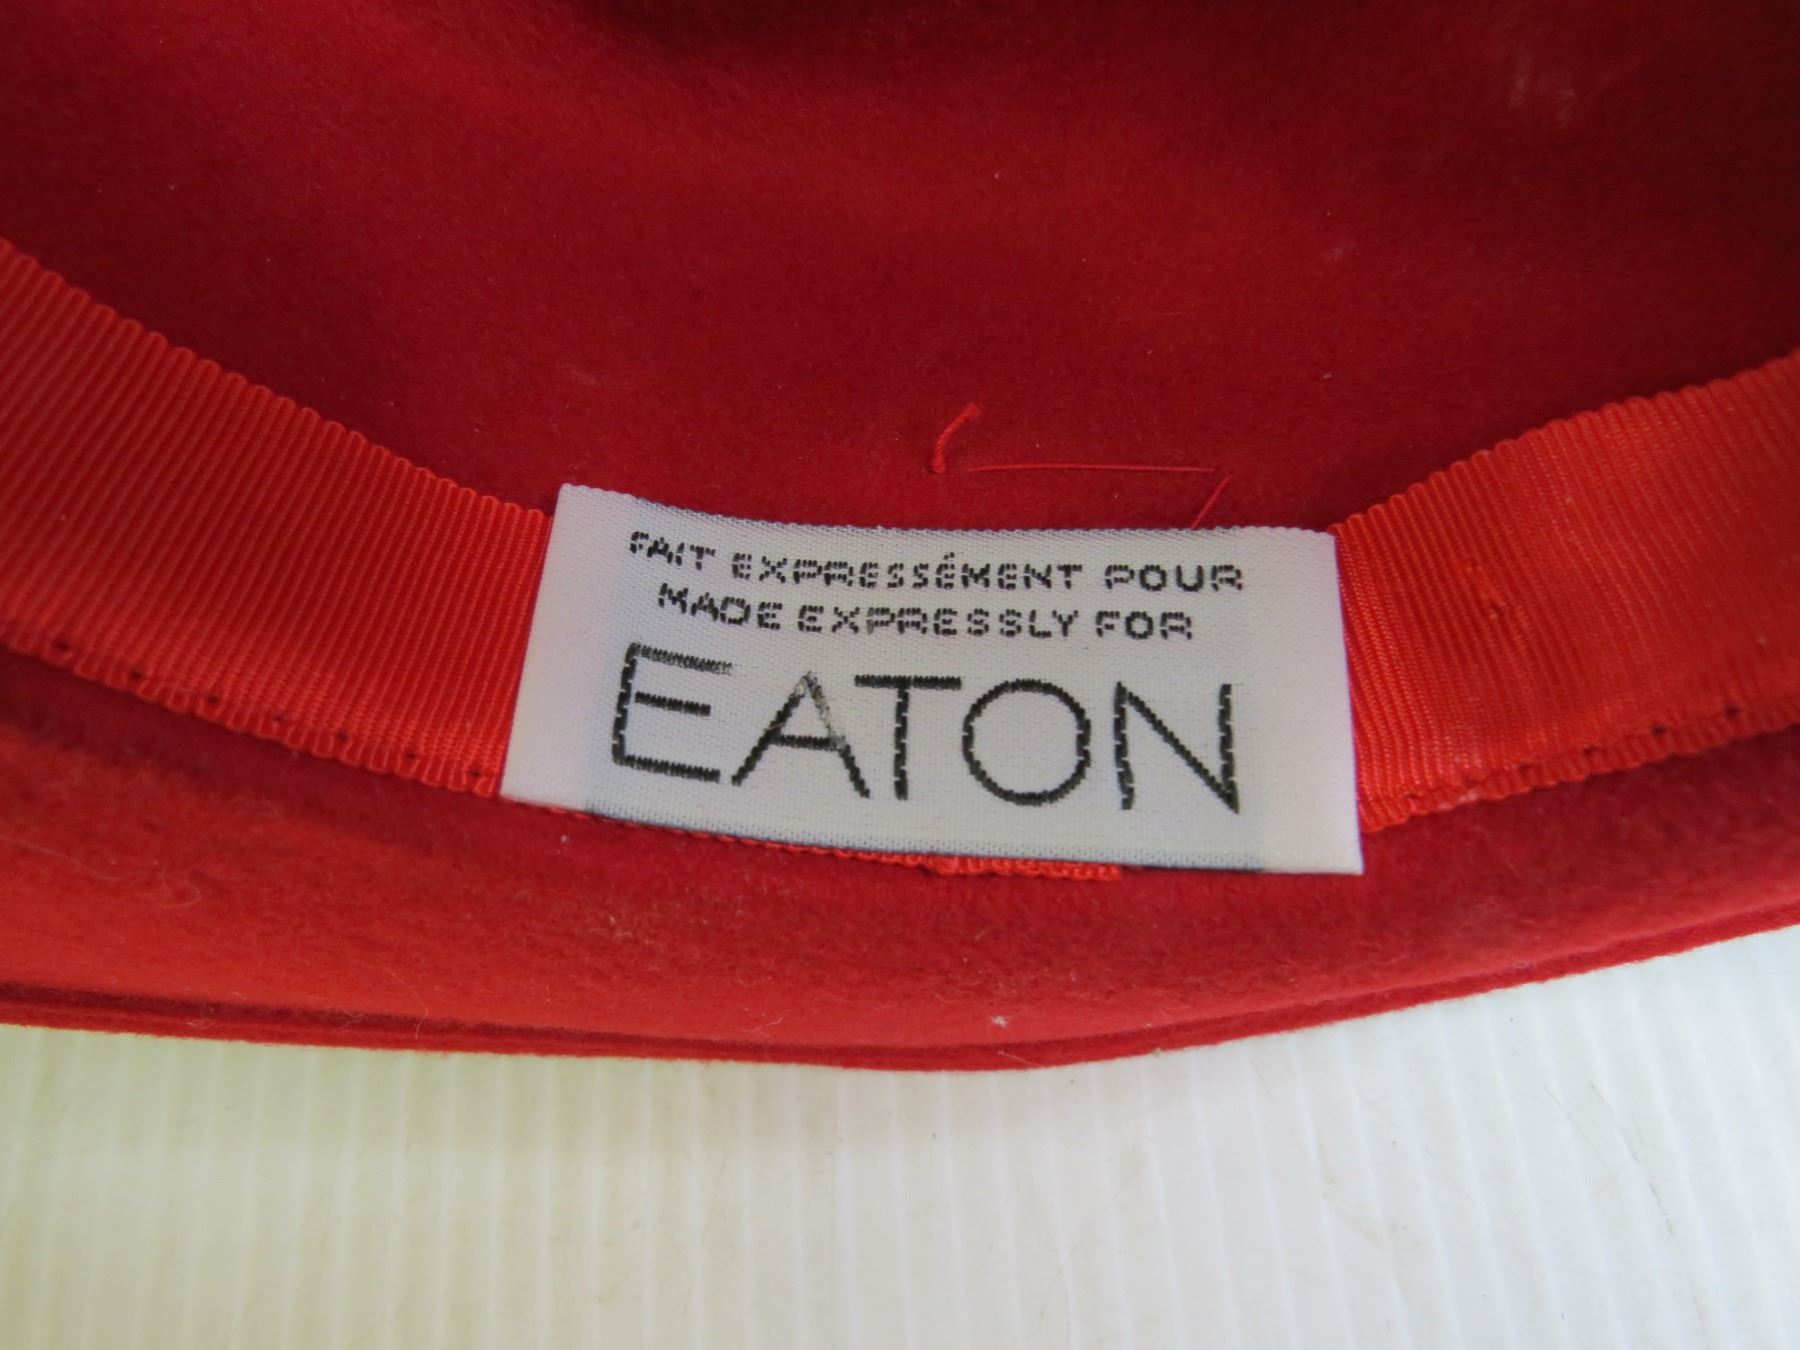 FAIT EXPRESSÉMENT POUR
MADE EXPRESSLY FOR
EATON